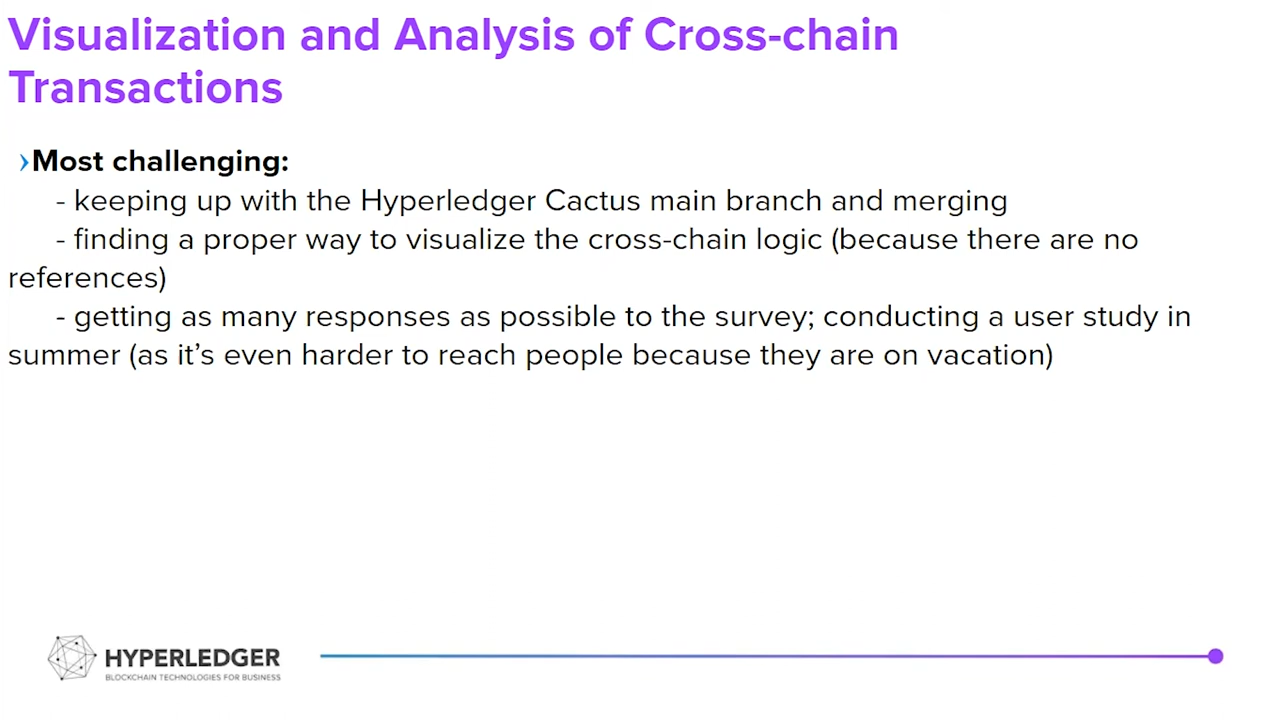 Visualization and Analysis of Cross-chain
Transactions
›Most challenging:
- keeping up with the Hyperledger Cactus main branch and merging
- finding a proper way to visualize the cross-chain logic (because there are no
references)
- getting as many responses as possible to the survey; conducting a user study in
summer (as it’s even harder to reach people because they are on vacation)
HYPERLEDGER
BLOCKCHAIN TECHNOLOGIES FOR BUSINESS